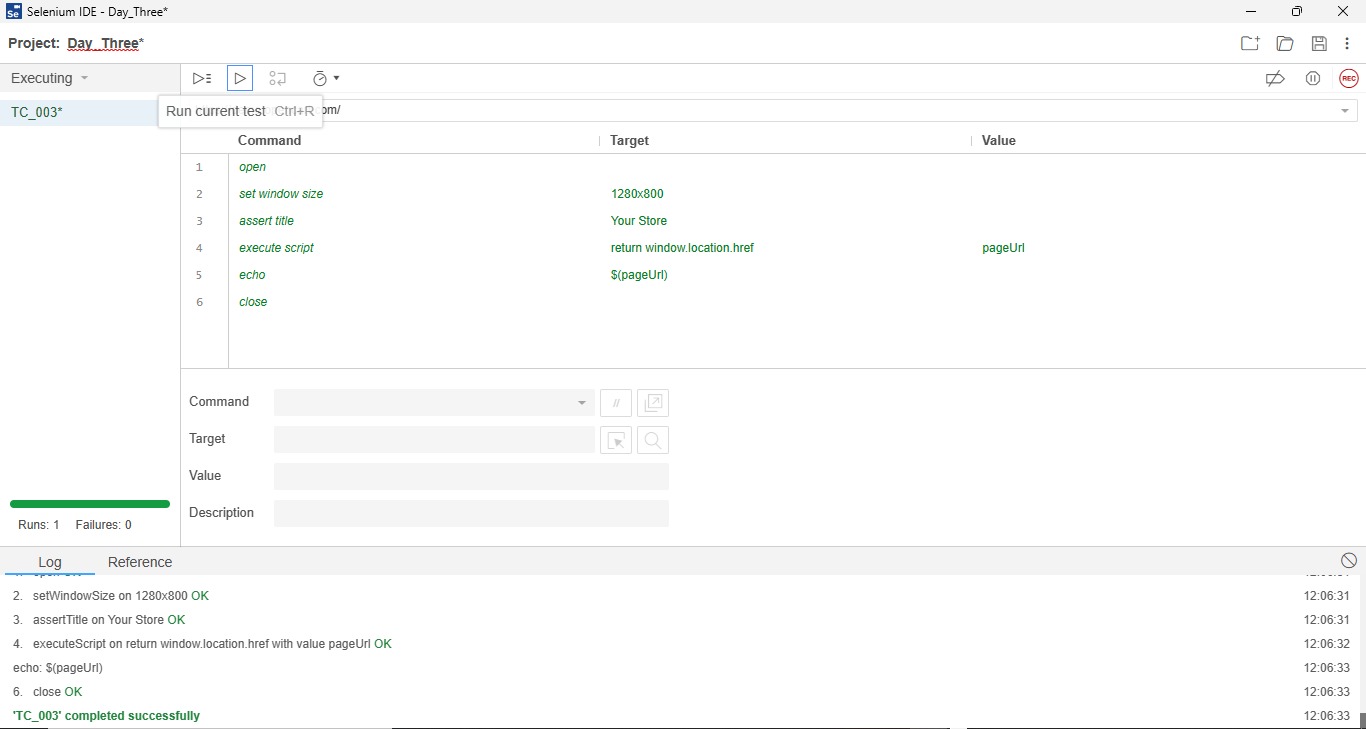 Selenium IDE - Day_Three*
Project: Day_Three*
Executing
TC_003*
Run current test Ctrl+R
om/
REC
Command Target Value
1 open
2 set window size 1280x800
3 assert title Your Store
4 execute script return window.location.href pageUrl
5 echo $(pageUrl)
6 close
Command
//
Target
Value
Description
Runs: 1 Failures: 0
Log Reference
2. setWindowSize on 1280x800 OK 12:06:31
3. assertTitle on Your Store OK 12:06:31
4. executeScript on return window.location.href with value pageUrl OK 12:06:32
echo: $(pageUrl) 12:06:33
6. close OK 12:06:33
'TC_003' completed successfully 12:06:33